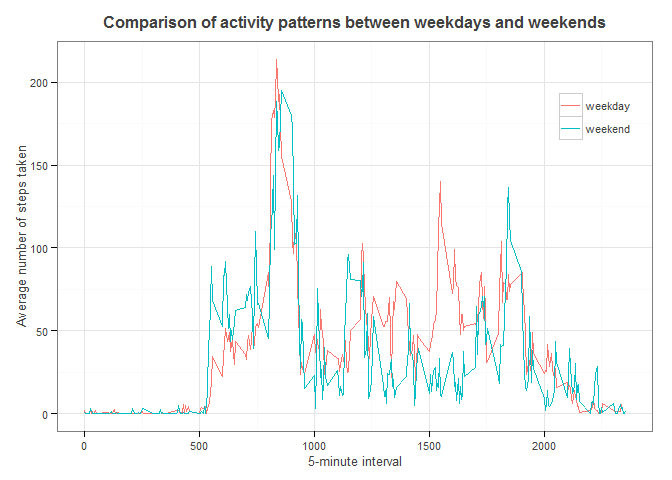 Comparison of activity patterns between weekdays and weekends
Average number of steps taken
200
150
100
50
0
weekday
weekend
0 500 1000 1500 2000
5-minute interval